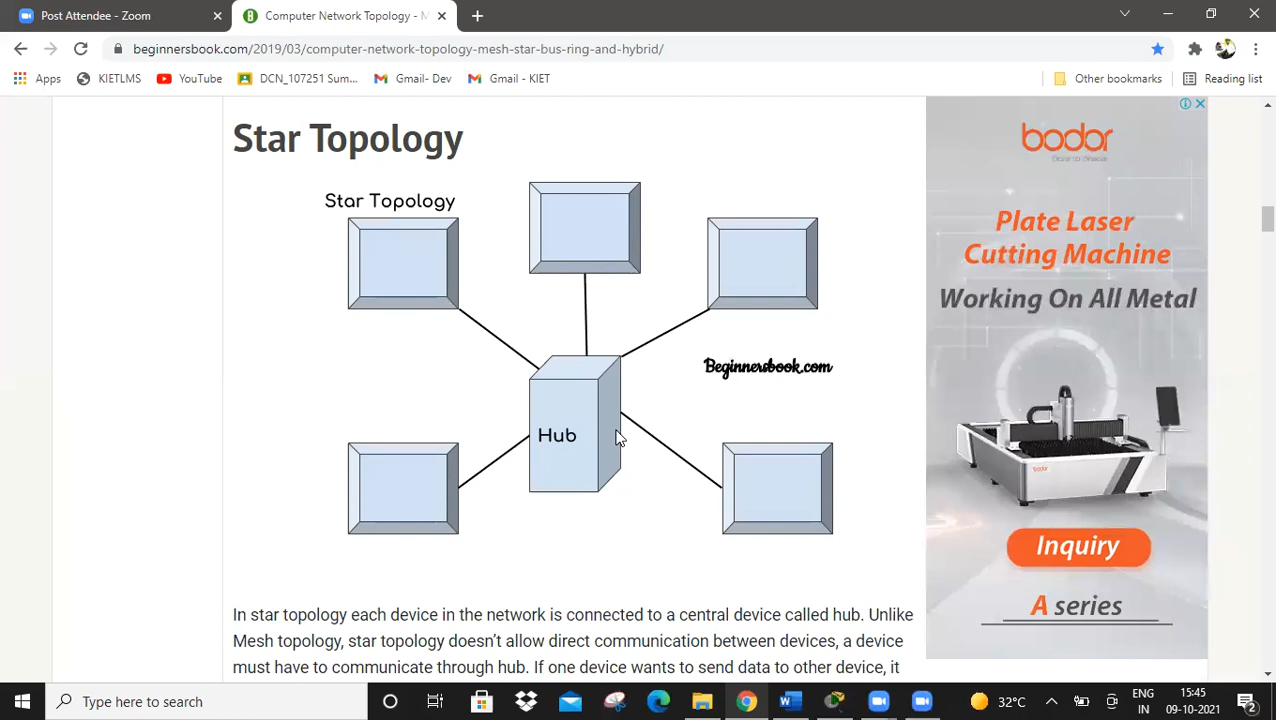 Post Attendee - Zoom
Computer Network Topology - M
beginnersbook.com/2019/03/computer-network-topology-mesh-star-bus-ring-and-hybrid/
Apps
KIETLMS
YouTube
DCN_107251 Sum...
Gmail- Dev
Gmail - KIET
Other bookmarks
Reading list
Star Topology
Star Topology
Hub
Beginnersbook.com
In star topology each device in the network is connected to a central device called hub. Unlike
Mesh topology, star topology doesn't allow direct communication between devices, a device
must have to communicate through hub. If one device wants to send data to other device, it
bodor
Plate Laser
Cutting Machine
Working On All Metal
bodor
Inquiry
A series
Type here to search
32°C
ENG
IN
15:45
09-10-2021
2